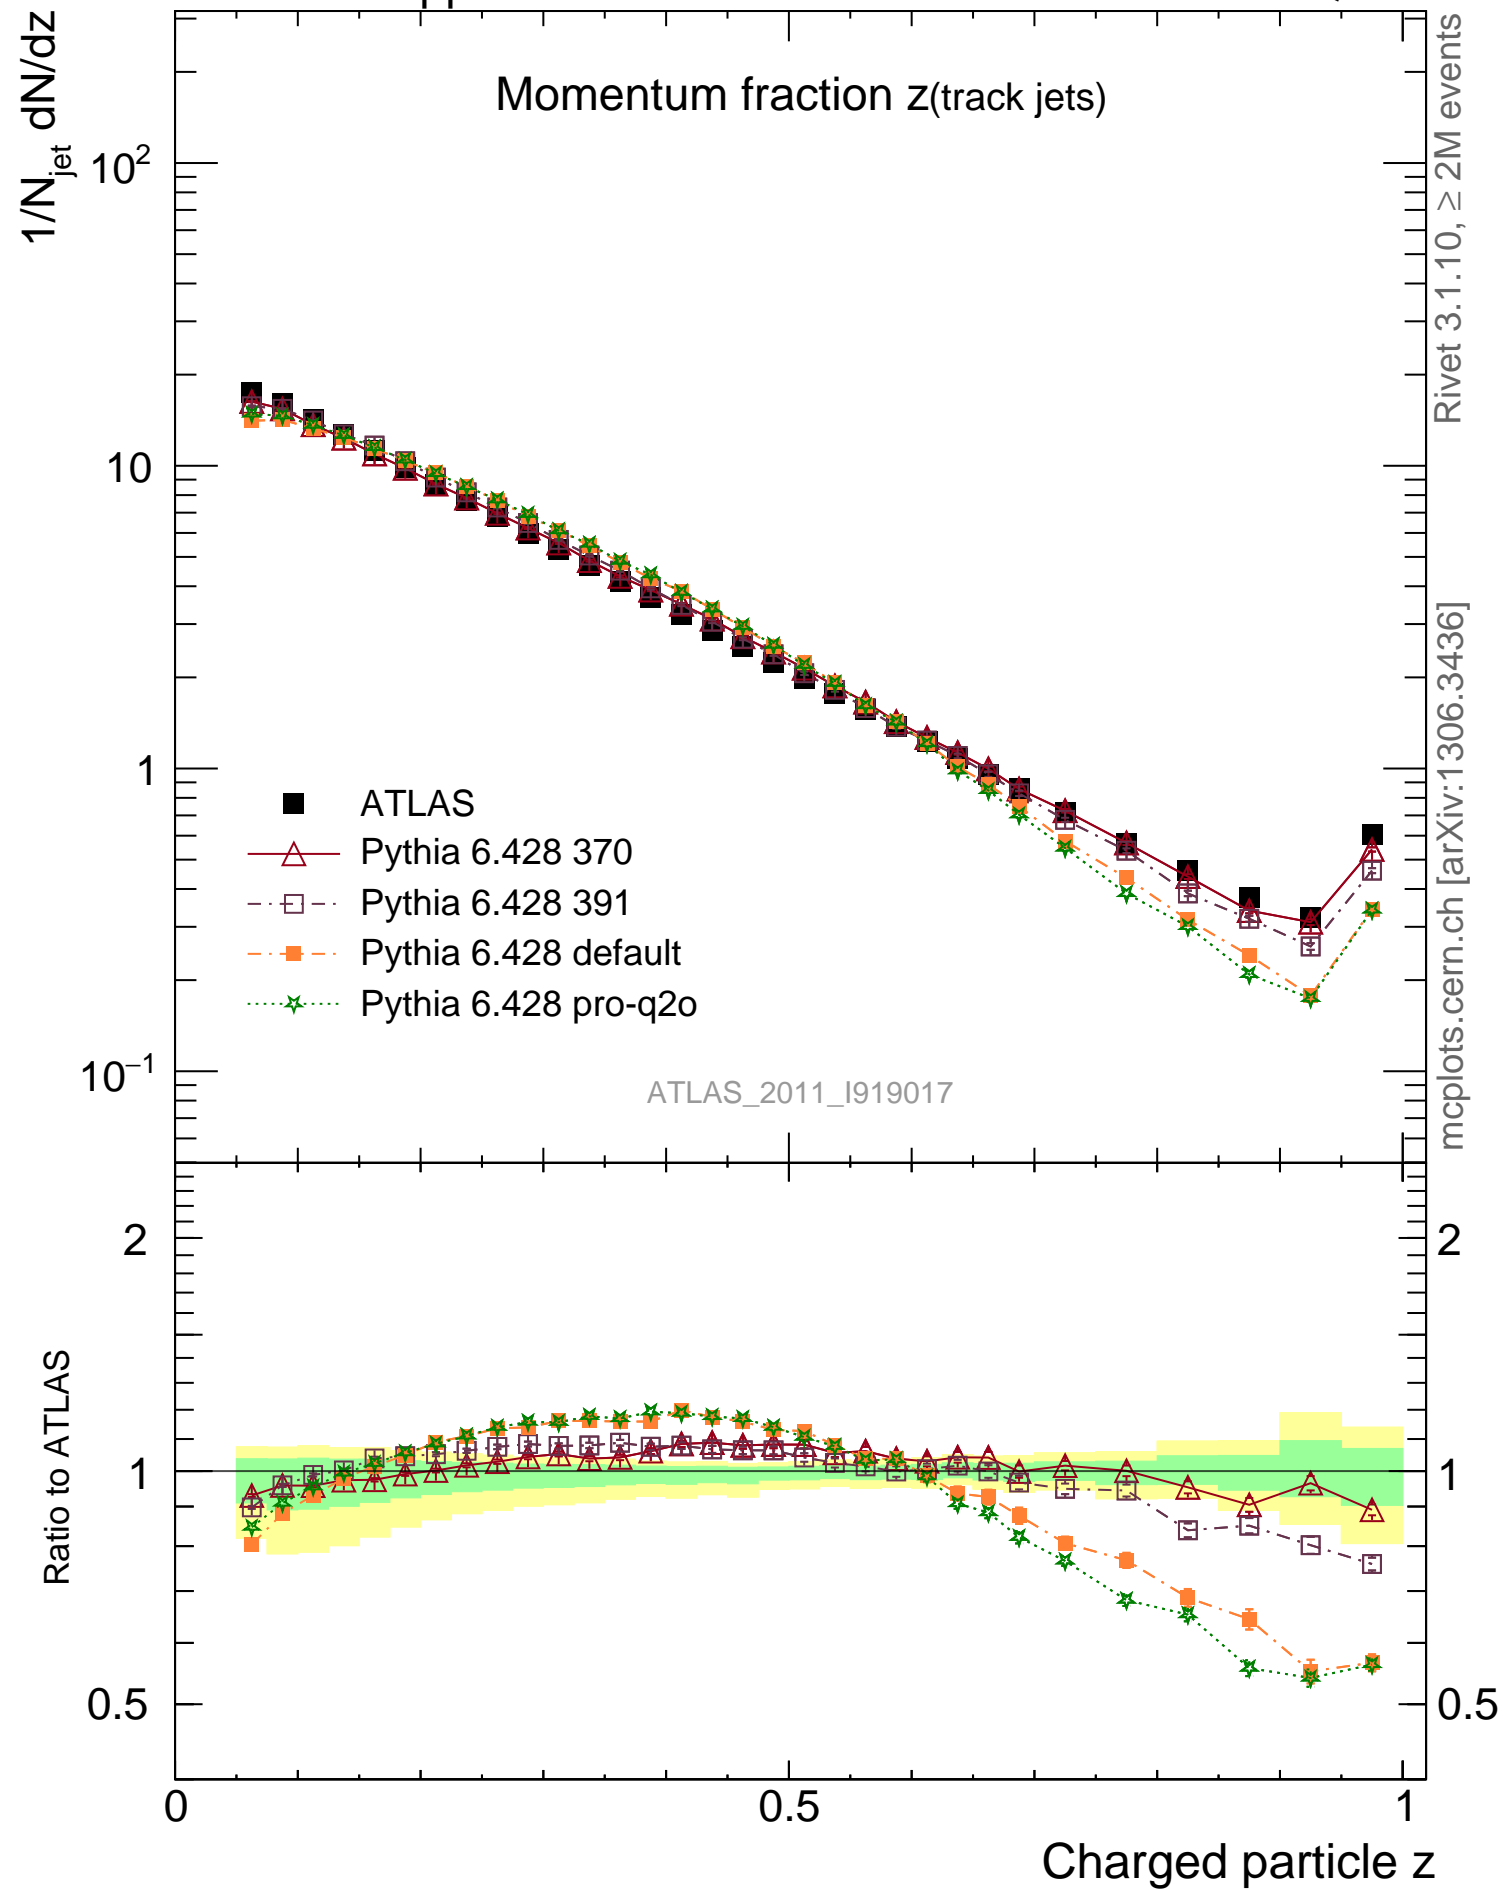 Momentum fraction z(track jets)
1/N_jet dN/dz
10²
10
1
10⁻¹
ATLAS
Pythia 6.428 370
Pythia 6.428 391
Pythia 6.428 default
Pythia 6.428 pro-q2o
ATLAS_2011_I919017
Rivet 3.1.10, ≥ 2M events
mcplots.cern.ch [arXiv:1306.3436]
Ratio to ATLAS
2
1
0.5
2
1
0.5
0
0.5
1
Charged particle z